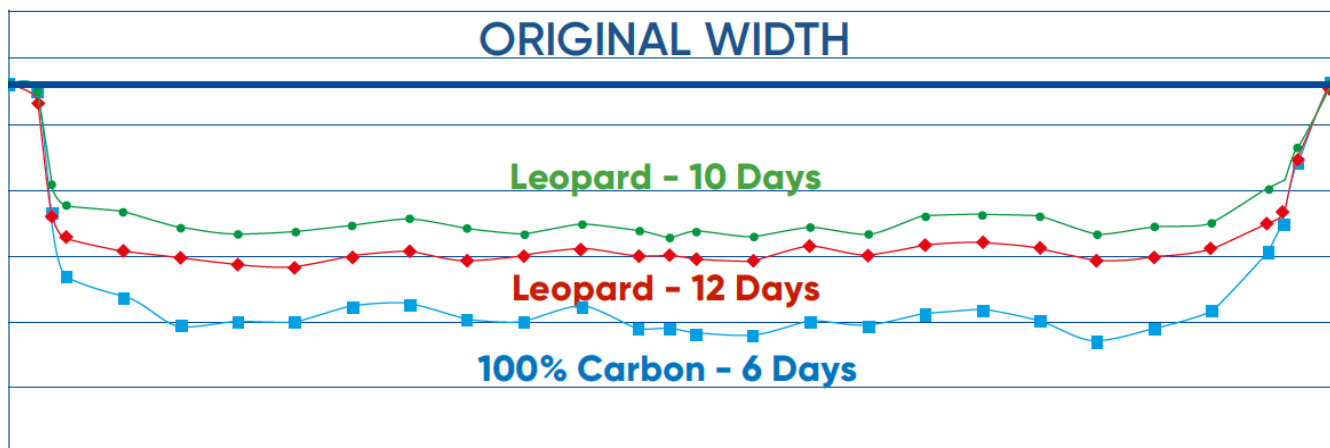 ORIGINAL WIDTH
Leopard - 10 Days
Leopard - 12 Days
100% Carbon - 6 Days